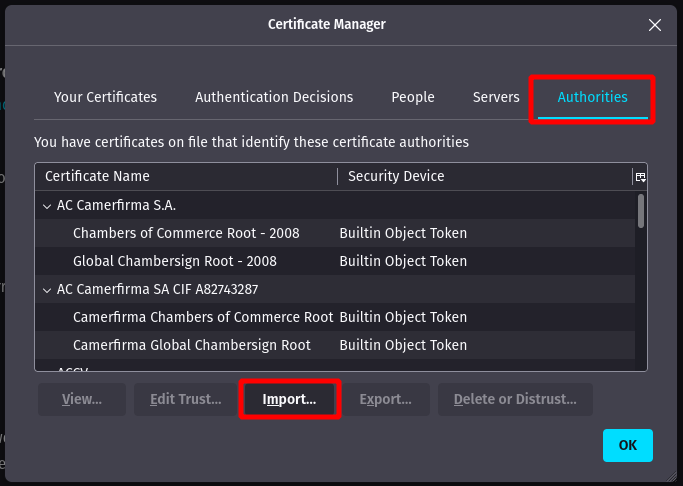 Certificate Manager
Your Certificates Authentication Decisions People Servers Authorities
You have certificates on file that identify these certificate authorities
Certificate Name Security Device
AC Camerfirma S.A.
Chambers of Commerce Root - 2008 Builtin Object Token
Global Chambersign Root - 2008 Builtin Object Token
AC Camerfirma SA CIF A82743287
Camerfirma Chambers of Commerce Root Builtin Object Token
Camerfirma Global Chambersign Root Builtin Object Token
View... Edit Trust... Import... Export... Delete or Distrust...
OK